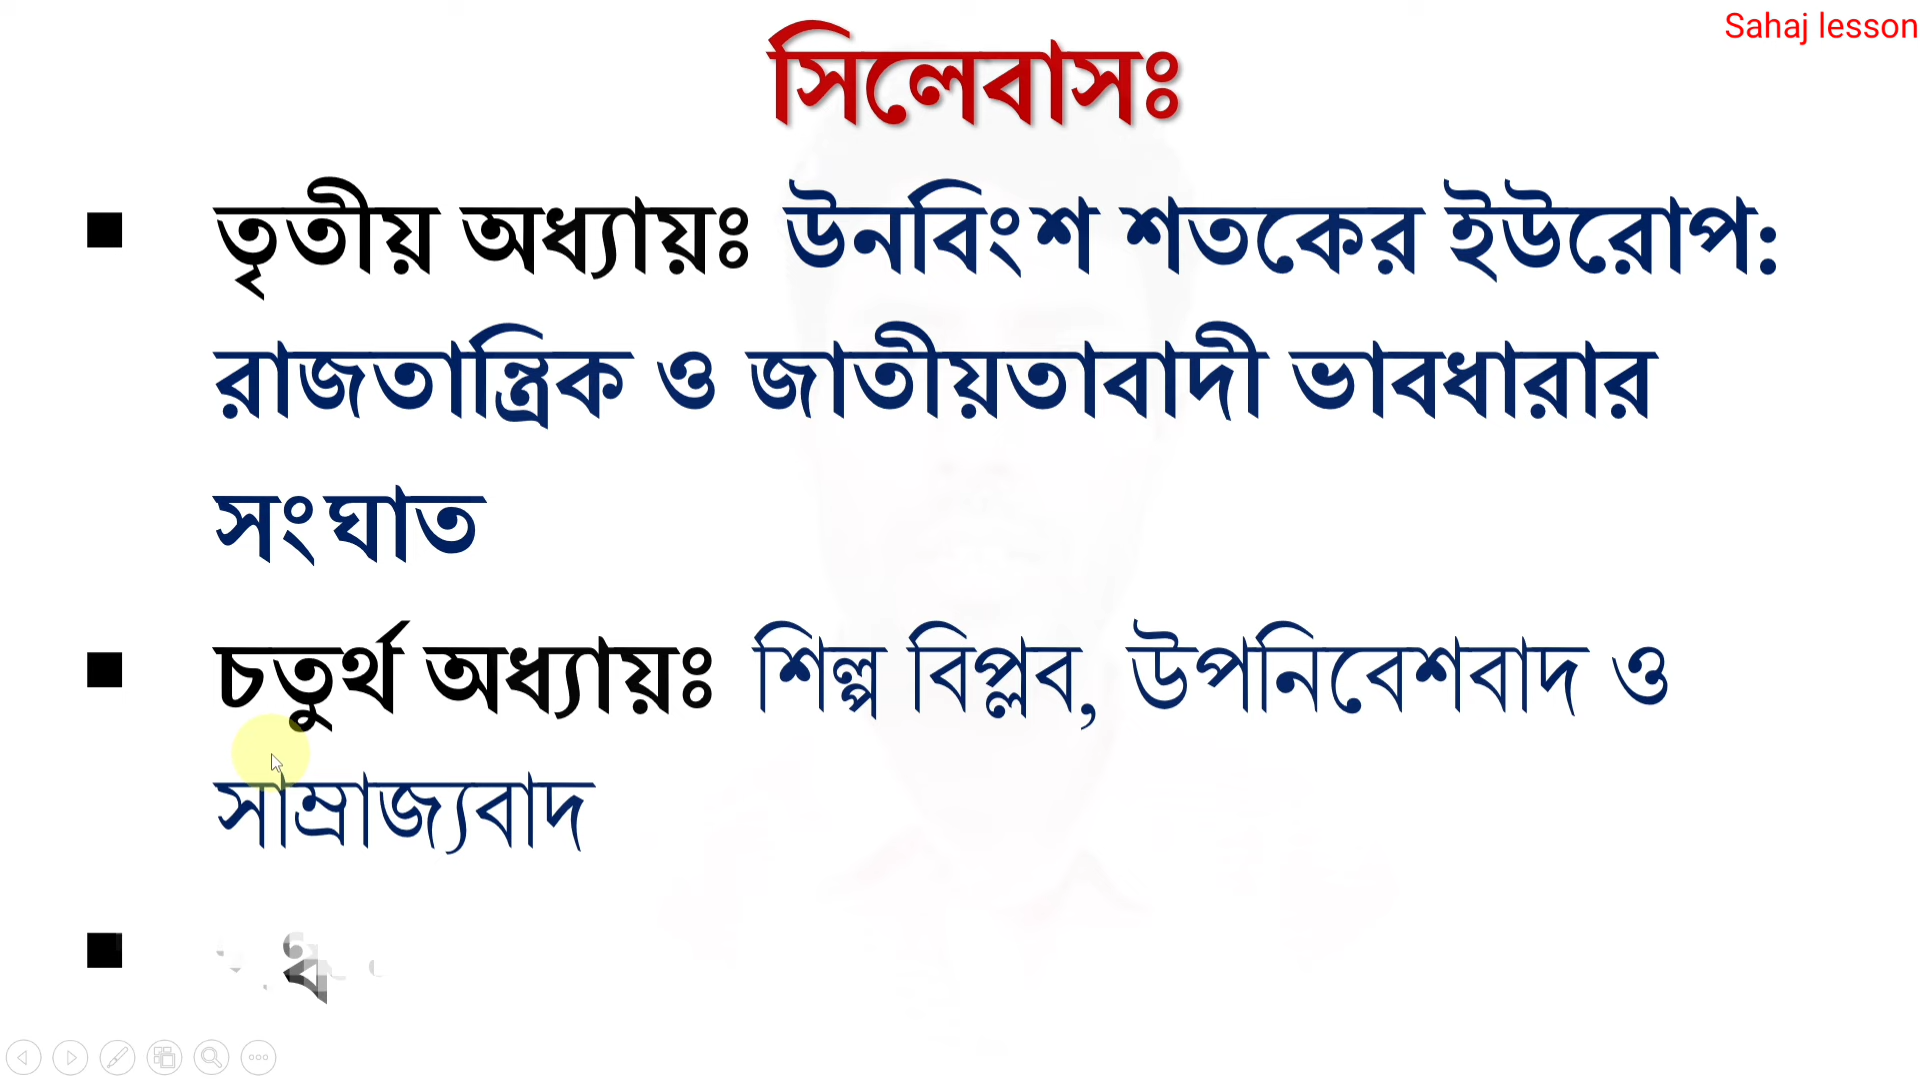 Sahaj lesson
সিলেবাসঃ
তৃতীয় অধ্যায়ঃ উনবিংশ শতকের ইউরোপ:
রাজতান্ত্রিক ও জাতীয়তাবাদী ভাবধারার
সংঘাত
চতুর্থ অধ্যায়ঃ শিল্প বিপ্লব, উপনিবেশবাদ ও
সাম্রাজ্যবাদ